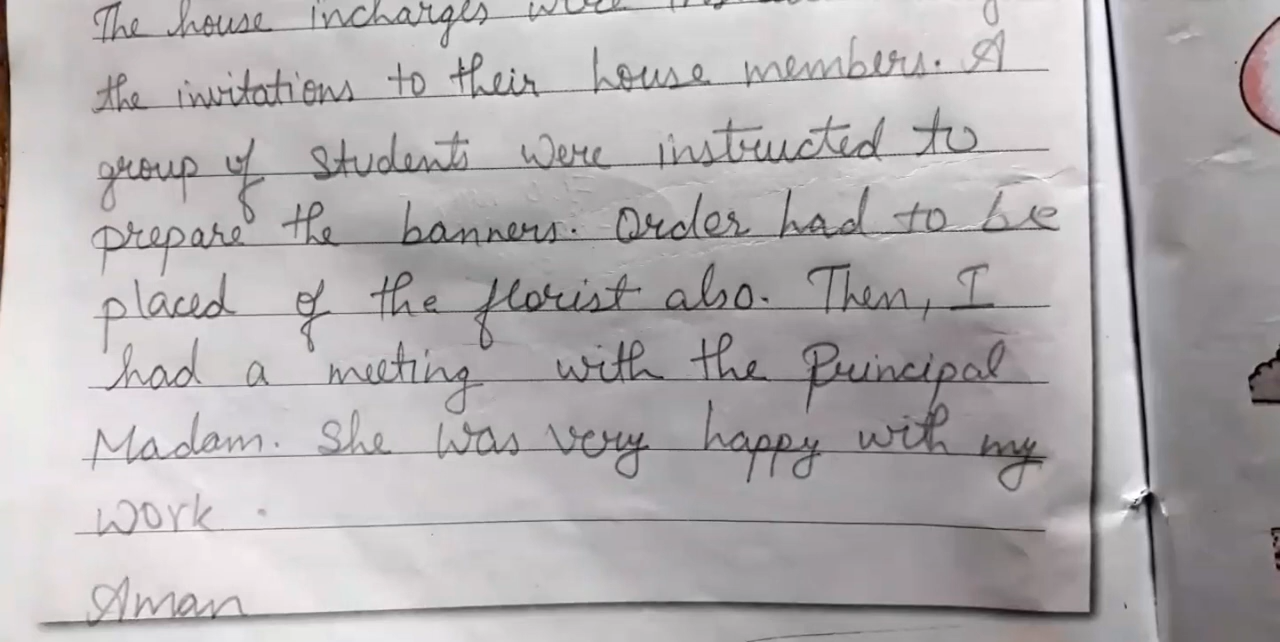 The house incharges were
the invitations to their house members. A
group of students were instructed to
prepare the banners. Order had to be
placed of the florist also. Then, I
had a meeting with the Principal
Madam. She was very happy with my
work.
Aman